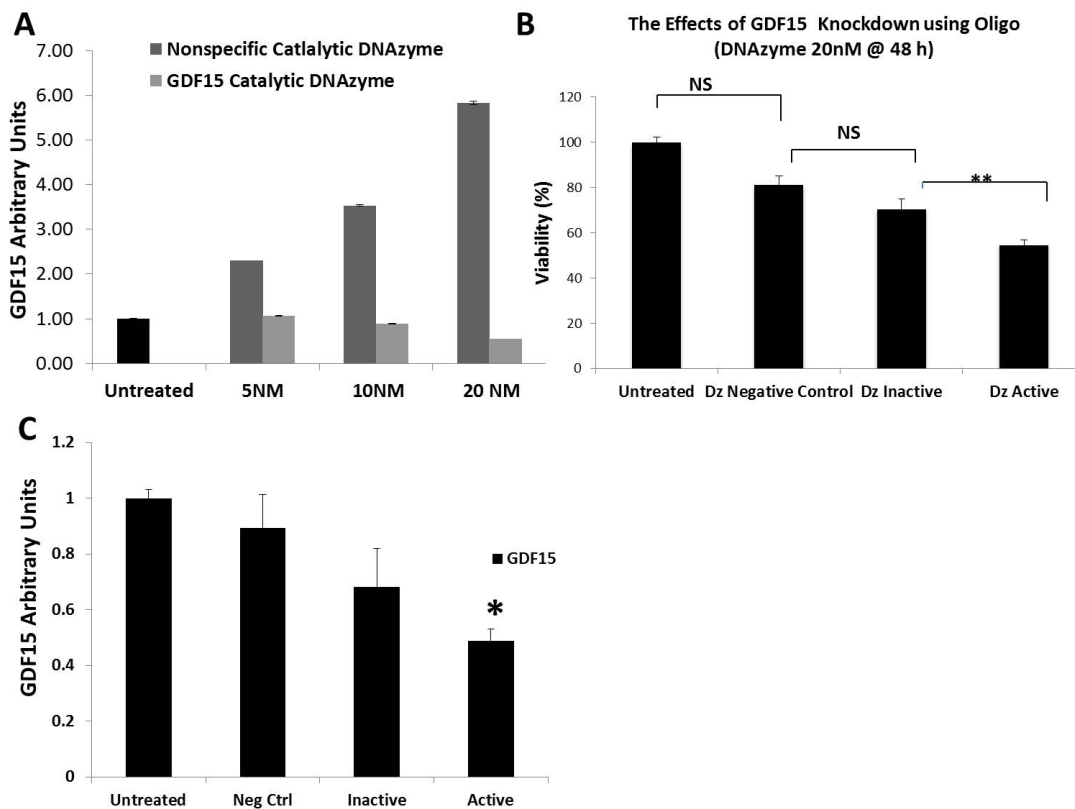 A
GDF15 Arbitrary Units
7.00
6.00
5.00
4.00
3.00
2.00
1.00
0.00
Nonspecific Catlalytic DNAzyme
GDF15 Catalytic DNAzyme
Untreated
5NM
10NM
20 NM
B
The Effects of GDF15 Knockdown using Oligo
(DNAzyme 20nM @ 48 h)
Viability (%)
120
100
80
60
40
20
0
NS
NS
**
Untreated
Dz Negative Control
Dz Inactive
Dz Active
C
GDF15 Arbitrary Units
1.2
1
0.8
0.6
0.4
0.2
0
GDF15
*
Untreated
Neg Ctrl
Inactive
Active